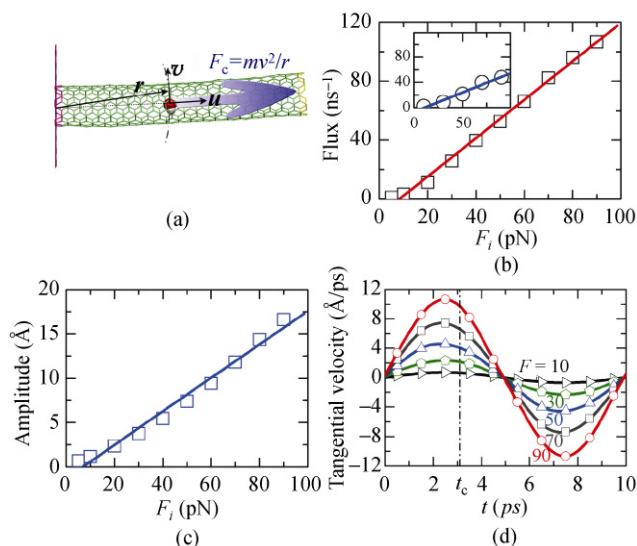 F_c = mv²/r
r
v
u
(a)
120
80
40
0
Flux (ns⁻¹)
80
40
0
50
100
0 20 40 60 80 100
F_i (pN)
(b)
20
15
10
5
0
Amplitude (Å)
0 20 40 60 80 100
F_i (pN)
(c)
12
8
4
0
-4
-8
-12
Tangential velocity (Å/ps)
F = 10
30
50
70
90
0 2 4 6 8 10
t_c
t (ps)
(d)